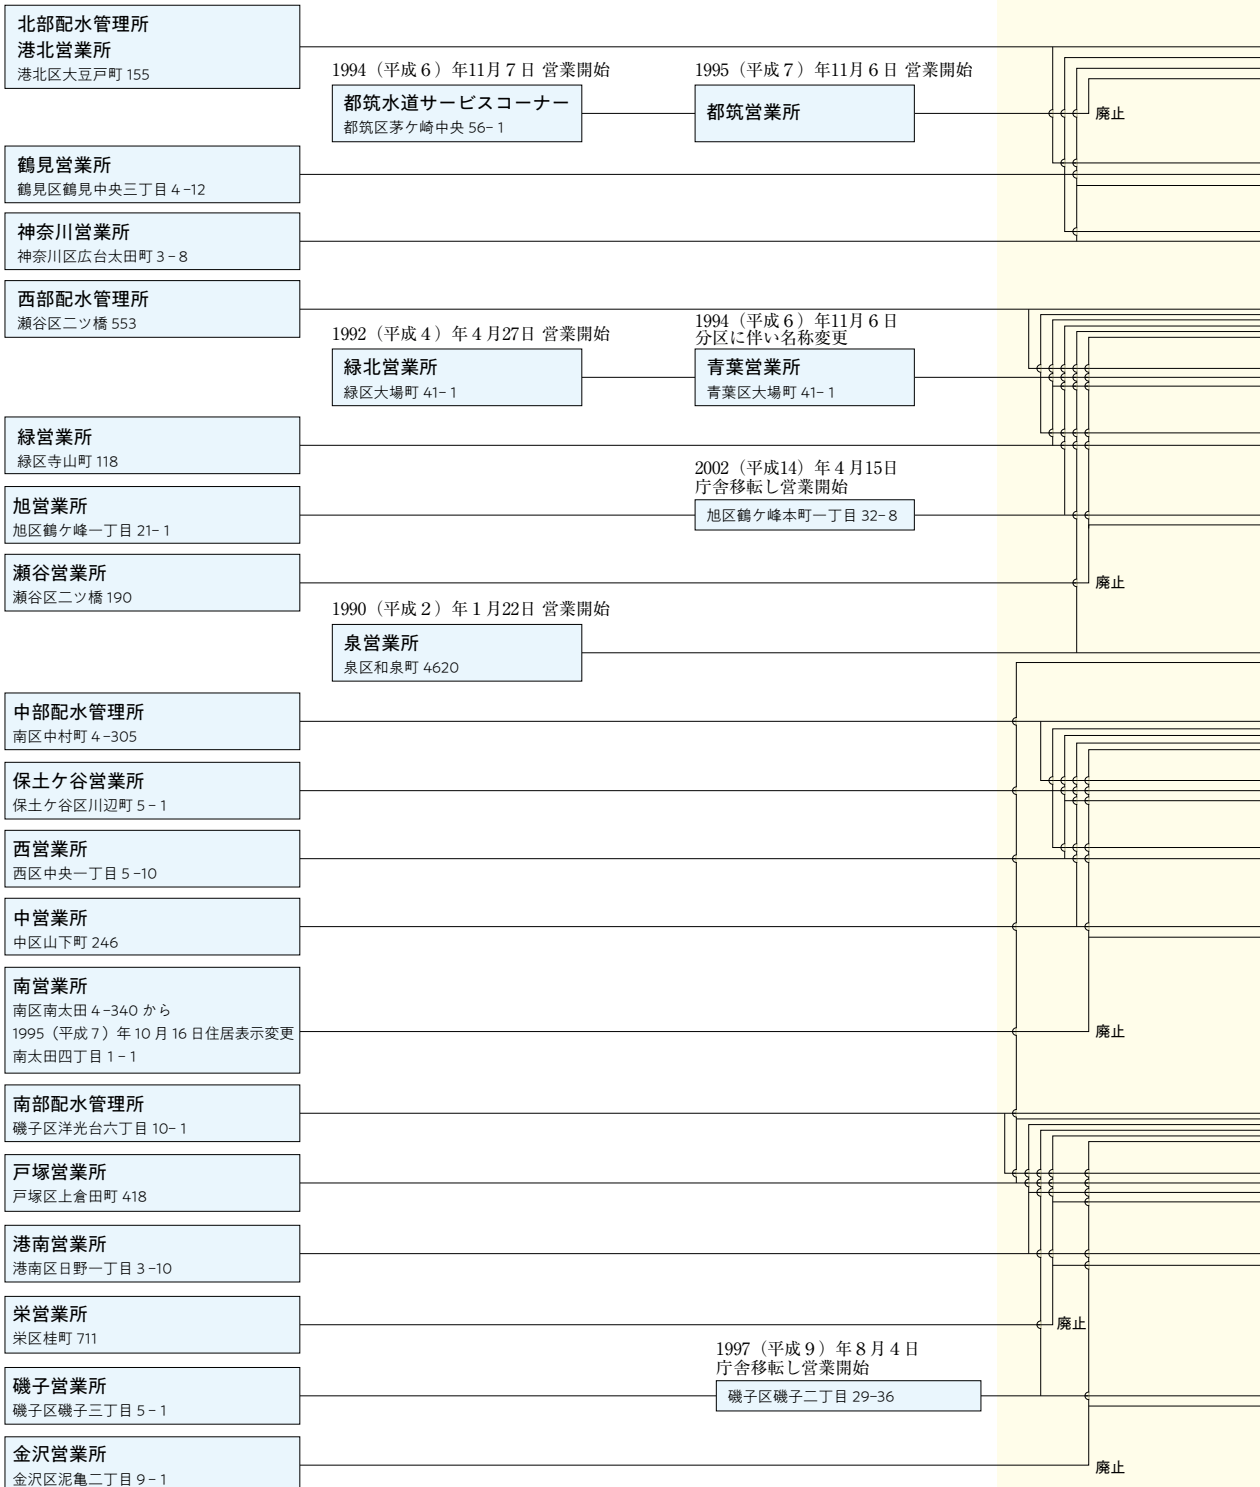 北部配水管理所
港北営業所
港北区大豆戸町 155
1994（平成６）年11月７日 営業開始
都筑水道サービスコーナー
都筑区茅ケ崎中央 56-1
1995（平成７）年11月６日 営業開始
都筑営業所
廃止
鶴見営業所
鶴見区鶴見中央三丁目 4-12
神奈川営業所
神奈川区広台太田町 3-8
西部配水管理所
瀬谷区二ツ橋 553
1992（平成４）年４月27日 営業開始
緑北営業所
緑区大場町 41-1
1994（平成６）年11月６日
分区に伴い名称変更
青葉営業所
青葉区大場町 41-1
緑営業所
緑区寺山町 118
旭営業所
旭区鶴ケ峰一丁目 21-1
2002（平成14）年４月15日
庁舎移転し営業開始
旭区鶴ケ峰本町一丁目 32-8
瀬谷営業所
瀬谷区二ツ橋 190
廃止
1990（平成２）年１月22日 営業開始
泉営業所
泉区和泉町 4620
中部配水管理所
南区中村町 4-305
保土ケ谷営業所
保土ケ谷区川辺町 5-1
西営業所
西区中央一丁目 5-10
中営業所
中区山下町 246
南営業所
南区南太田 4-340 から
1995（平成７）年 10 月 16 日住居表示変更
南太田四丁目 1-1
廃止
南部配水管理所
磯子区洋光台六丁目 10-1
戸塚営業所
戸塚区上倉田町 418
港南営業所
港南区日野一丁目 3-10
栄営業所
栄区桂町 711
廃止
磯子営業所
磯子区磯子三丁目 5-1
1997（平成９）年８月４日
庁舎移転し営業開始
磯子区磯子二丁目 29-36
金沢営業所
金沢区泥亀二丁目 9-1
廃止